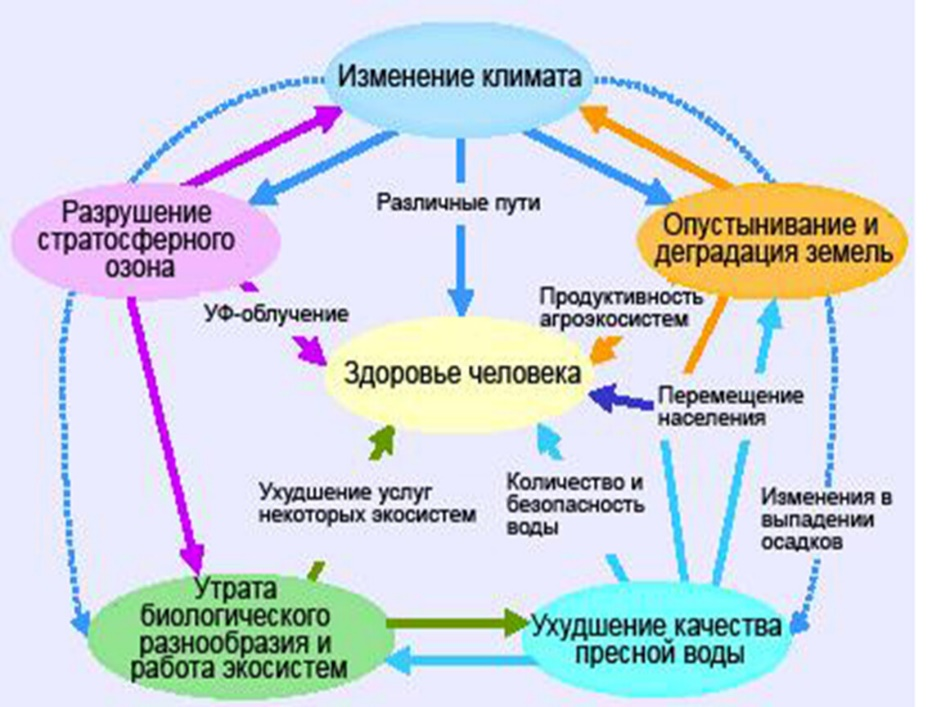 Изменение климата
Различные пути
Разрушение
стратосферного
озона
Опустынивание и
деградация земель
УФ-облучение
Продуктивность
агроэкосистем
Здоровье человека
Перемещение
населения
Ухудшение услуг
некоторых экосистем
Количество и
безопасность
воды
Изменения в
выпадении
осадков
Утрата
биологического
разнообразия и
работа экосистем
Ухудшение качества
пресной воды